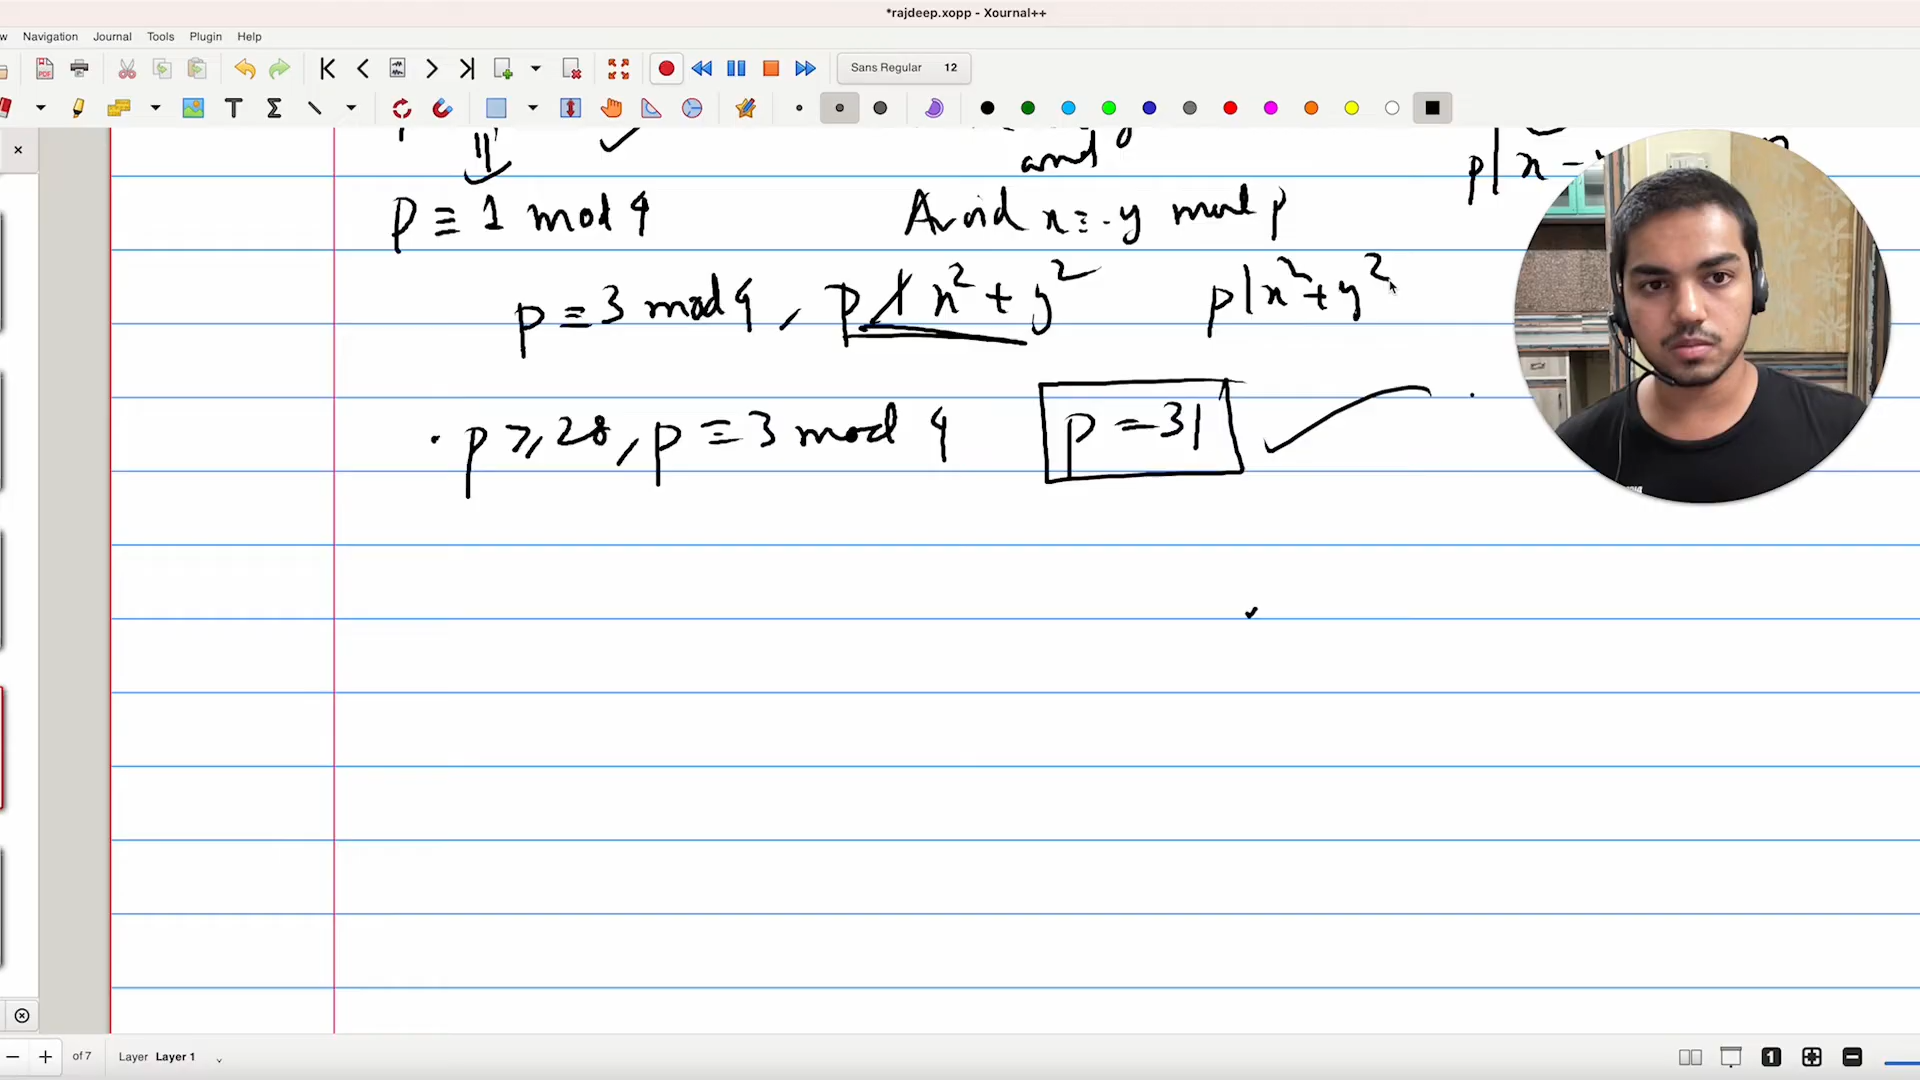 *rajdeep.xopp - Xournal++
Navigation Journal Tools Plugin Help
Sans Regular 12
and
p | x -
p ≡ 1 mod 4
Avoid x ≡ -y mod p
p ≡ 3 mod 4, p ∤ x² + y² p | x² + y²
· p ⩾ 28, p ≡ 3 mod 4 p = 31 ✓
of 7 Layer Layer 1